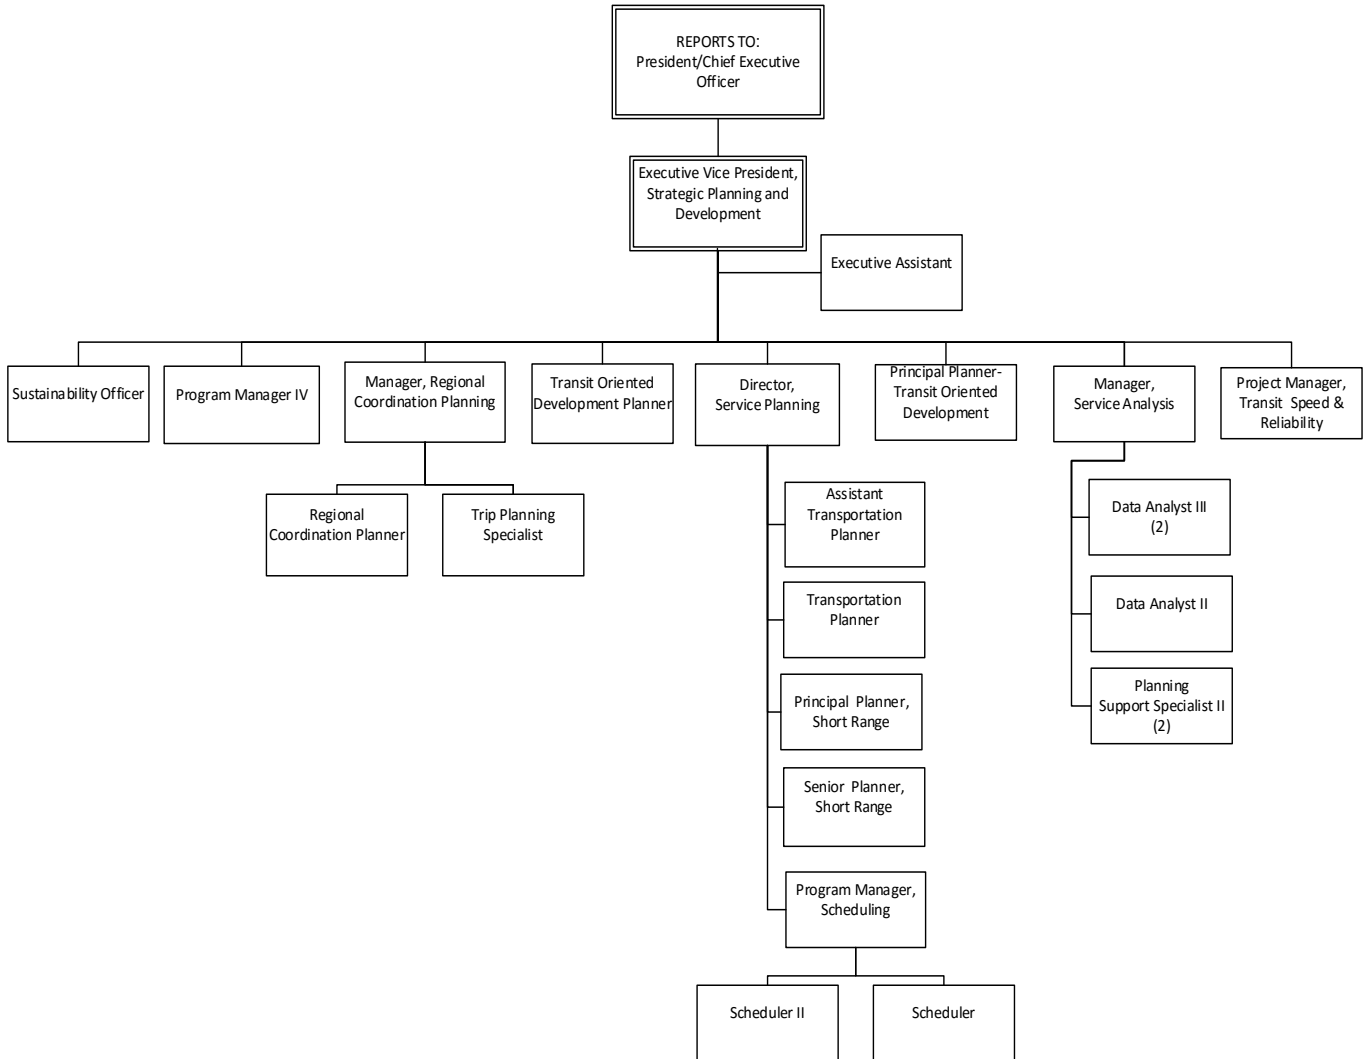 REPORTS TO:
President/Chief Executive
Officer
Executive Vice President,
Strategic Planning and
Development
Executive Assistant
Sustainability Officer
Program Manager IV
Manager, Regional
Coordination Planning
Transit Oriented
Development Planner
Director,
Service Planning
Principal Planner-
Transit Oriented
Development
Manager,
Service Analysis
Project Manager,
Transit Speed &
Reliability
Regional
Coordination Planner
Trip Planning
Specialist
Assistant
Transportation
Planner
Transportation
Planner
Principal Planner,
Short Range
Senior Planner,
Short Range
Program Manager,
Scheduling
Scheduler II
Scheduler
Data Analyst III
(2)
Data Analyst II
Planning
Support Specialist II
(2)